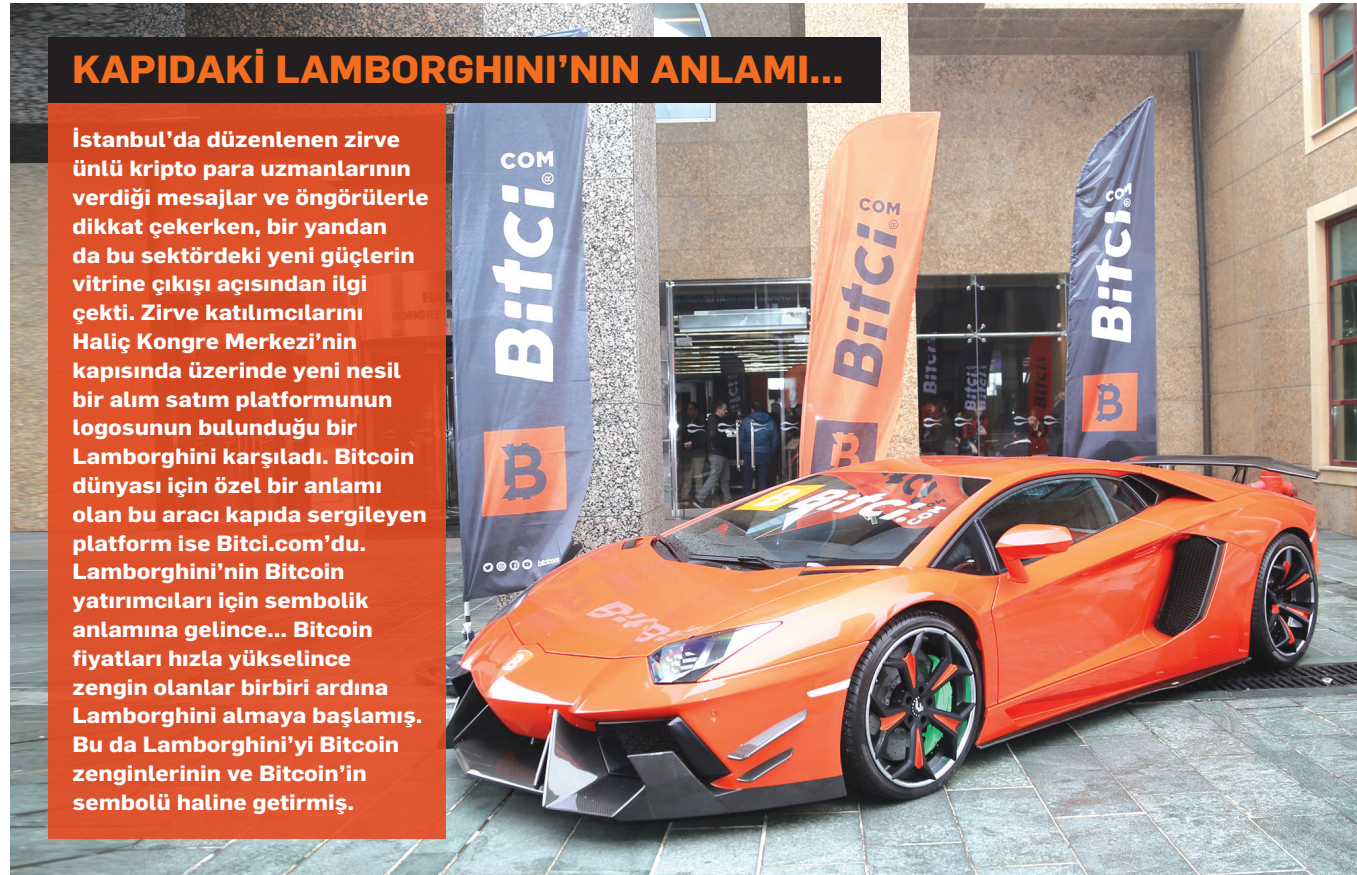 KAPIDAKİ LAMBORGHINI’NIN ANLAMI...
İstanbul’da düzenlenen zirve
ünlü kripto para uzmanlarının
verdiği mesajlar ve öngörülerle
dikkat çekerken, bir yandan
da bu sektördeki yeni güçlerin
vitrine çıkışı açısından ilgi
çekti. Zirve katılımcılarını
Haliç Kongre Merkezi’nin
kapısında üzerinde yeni nesil
bir alım satım platformunun
logosunun bulunduğu bir
Lamborghini karşıladı. Bitcoin
dünyası için özel bir anlamı
olan bu aracı kapıda sergileyen
platform ise Bitci.com’du.
Lamborghini’nin Bitcoin
yatırımcıları için sembolik
anlamına gelince... Bitcoin
fiyatları hızla yükselince
zengin olanlar birbiri ardına
Lamborghini almaya başlamış.
Bu da Lamborghini’yi Bitcoin
zenginlerinin ve Bitcoin’in
sembolü haline getirmiş.
Bitci.COM®
B
Bitci.COM®
B
Bitci.COM®
B
Bitci.COM